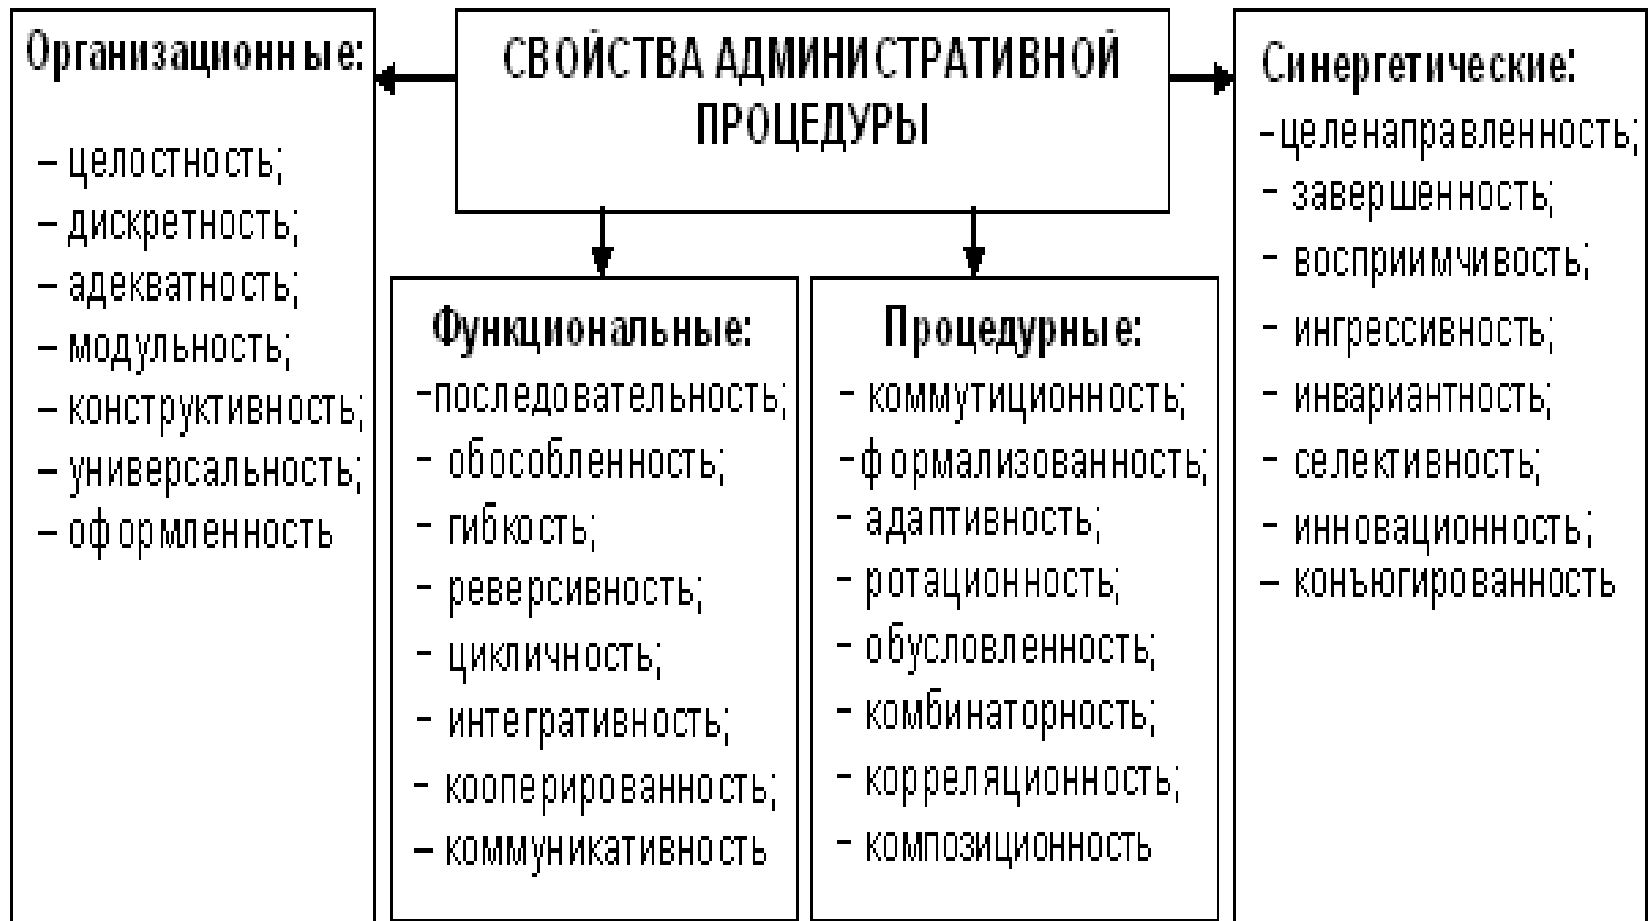 СВОЙСТВА АДМИНИСТРАТИВНОЙ
ПРОЦЕДУРЫ
Организационные:
– целостность;
– дискретность;
– адекватность;
– модульность;
– конструктивность;
– универсальность;
– оформленность
Функциональные:
-последовательность;
- обособленность;
- гибкость;
- реверсивность;
- цикличность;
- интегративность;
– кооперированность;
– коммуникативность
Процедурные:
- коммутиционность;
-формализованность;
- адаптивность;
- ротационность;
- обусловленность;
- комбинаторность;
- корреляционность;
- композиционность
Синергетические:
-целенаправленность;
- завершенность;
- восприимчивость;
- ингрессивность;
- инвариантность;
- селективность;
- инновационность;
– конъюгированность